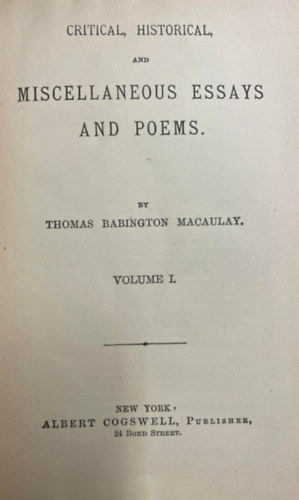 CRITICAL, HISTORICAL,
AND
MISCELLANEOUS ESSAYS
AND POEMS.
BY
THOMAS BABINGTON MACAULAY.
VOLUME I.
NEW YORK:
ALBERT COGSWELL, PUBLISHER,
24 BOND STREET.